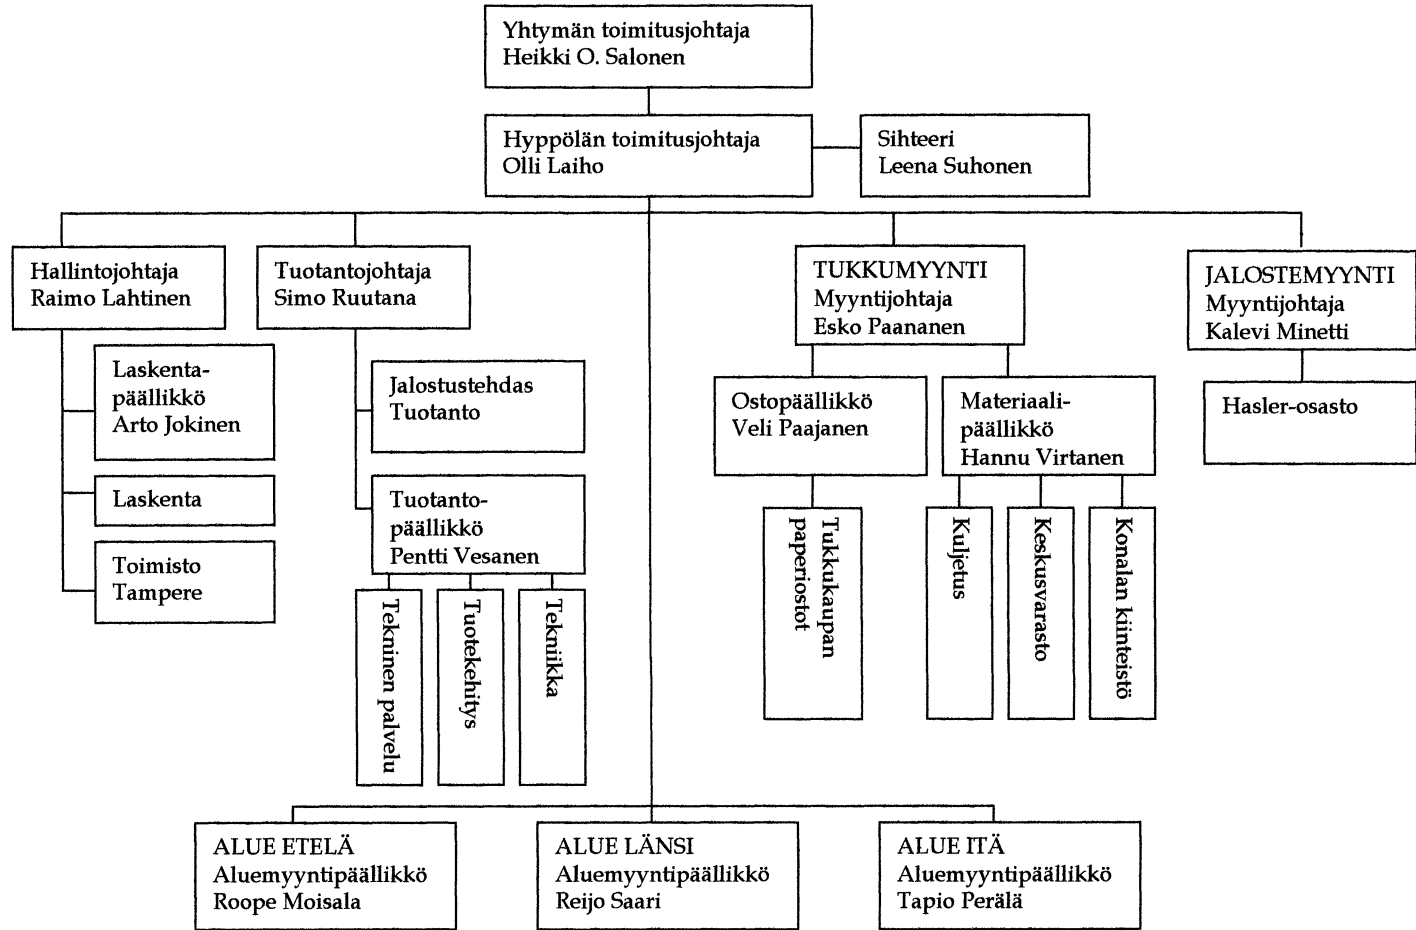 Yhtymän toimitusjohtaja
Heikki O. Salonen
Hyppölän toimitusjohtaja
Olli Laiho
Sihteeri
Leena Suhonen
Hallintojohtaja
Raimo Lahtinen
Tuotantojohtaja
Simo Ruutana
TUKKUMYYNTI
Myyntijohtaja
Esko Paananen
JALOSTEMYYNTI
Myyntijohtaja
Kalevi Minetti
Laskenta-
päällikkö
Arto Jokinen
Laskenta
Toimisto
Tampere
Jalostustehdas
Tuotanto
Tuotanto-
päällikkö
Pentti Vesanen
Tekninen palvelu
Tuotekehitys
Tekniikka
Ostopäällikkö
Veli Paajanen
Materiaali-
päällikkö
Hannu Virtanen
Tukkukaupan
paperiostot
Kuljetus
Keskusvarasto
Konalan kiinteistö
Hasler-osasto
ALUE ETELÄ
Aluemyyntipäällikkö
Roope Moisala
ALUE LÄNSI
Aluemyyntipäällikkö
Reijo Saari
ALUE ITÄ
Aluemyyntipäällikkö
Tapio Perälä